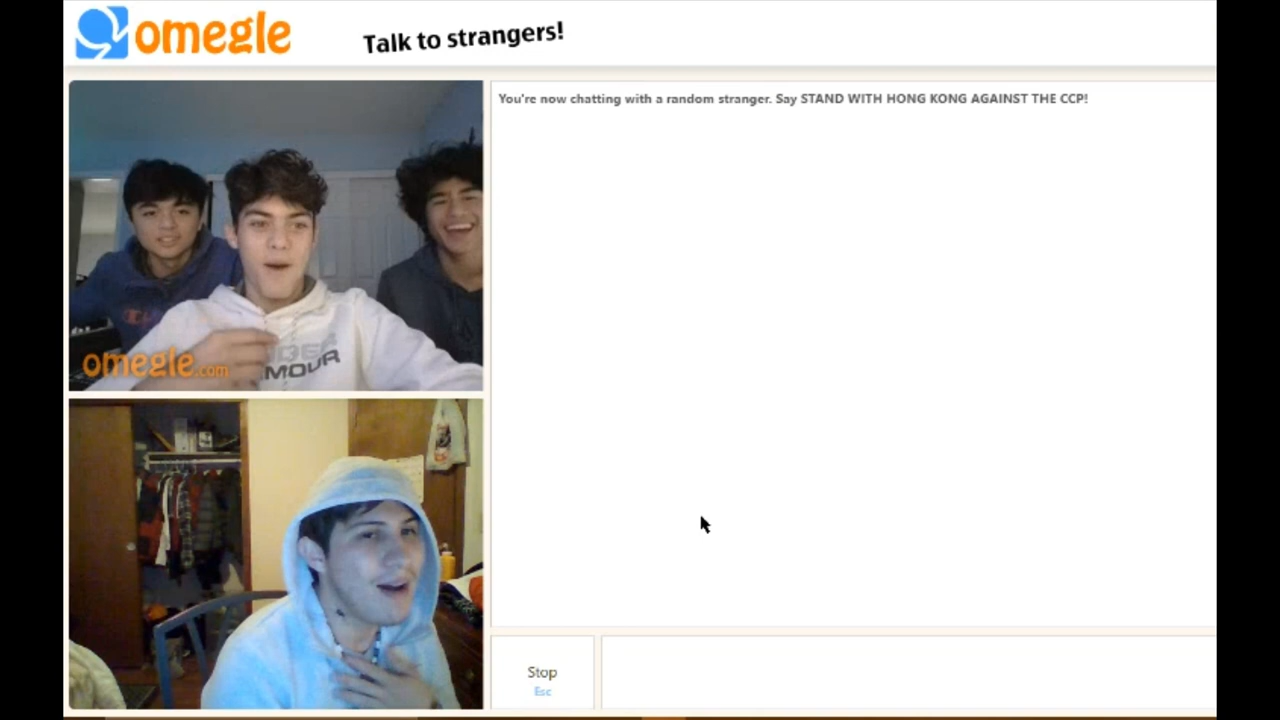 omegle
Talk to strangers!
You're now chatting with a random stranger. Say STAND WITH HONG KONG AGAINST THE CCP!
omegle.com
MOUR
Stop
Esc